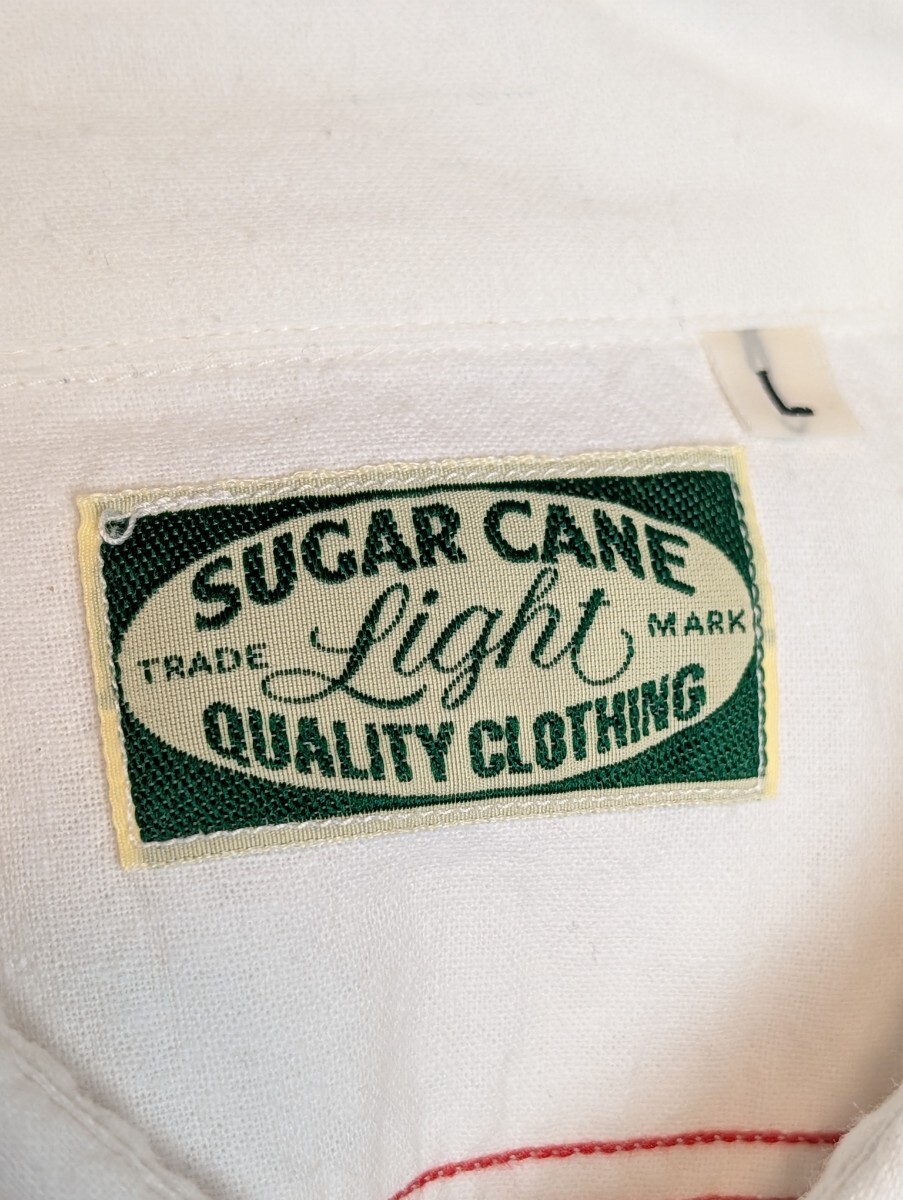 L
SUGAR CANE
TRADE Light MARK
QUALITY CLOTHING